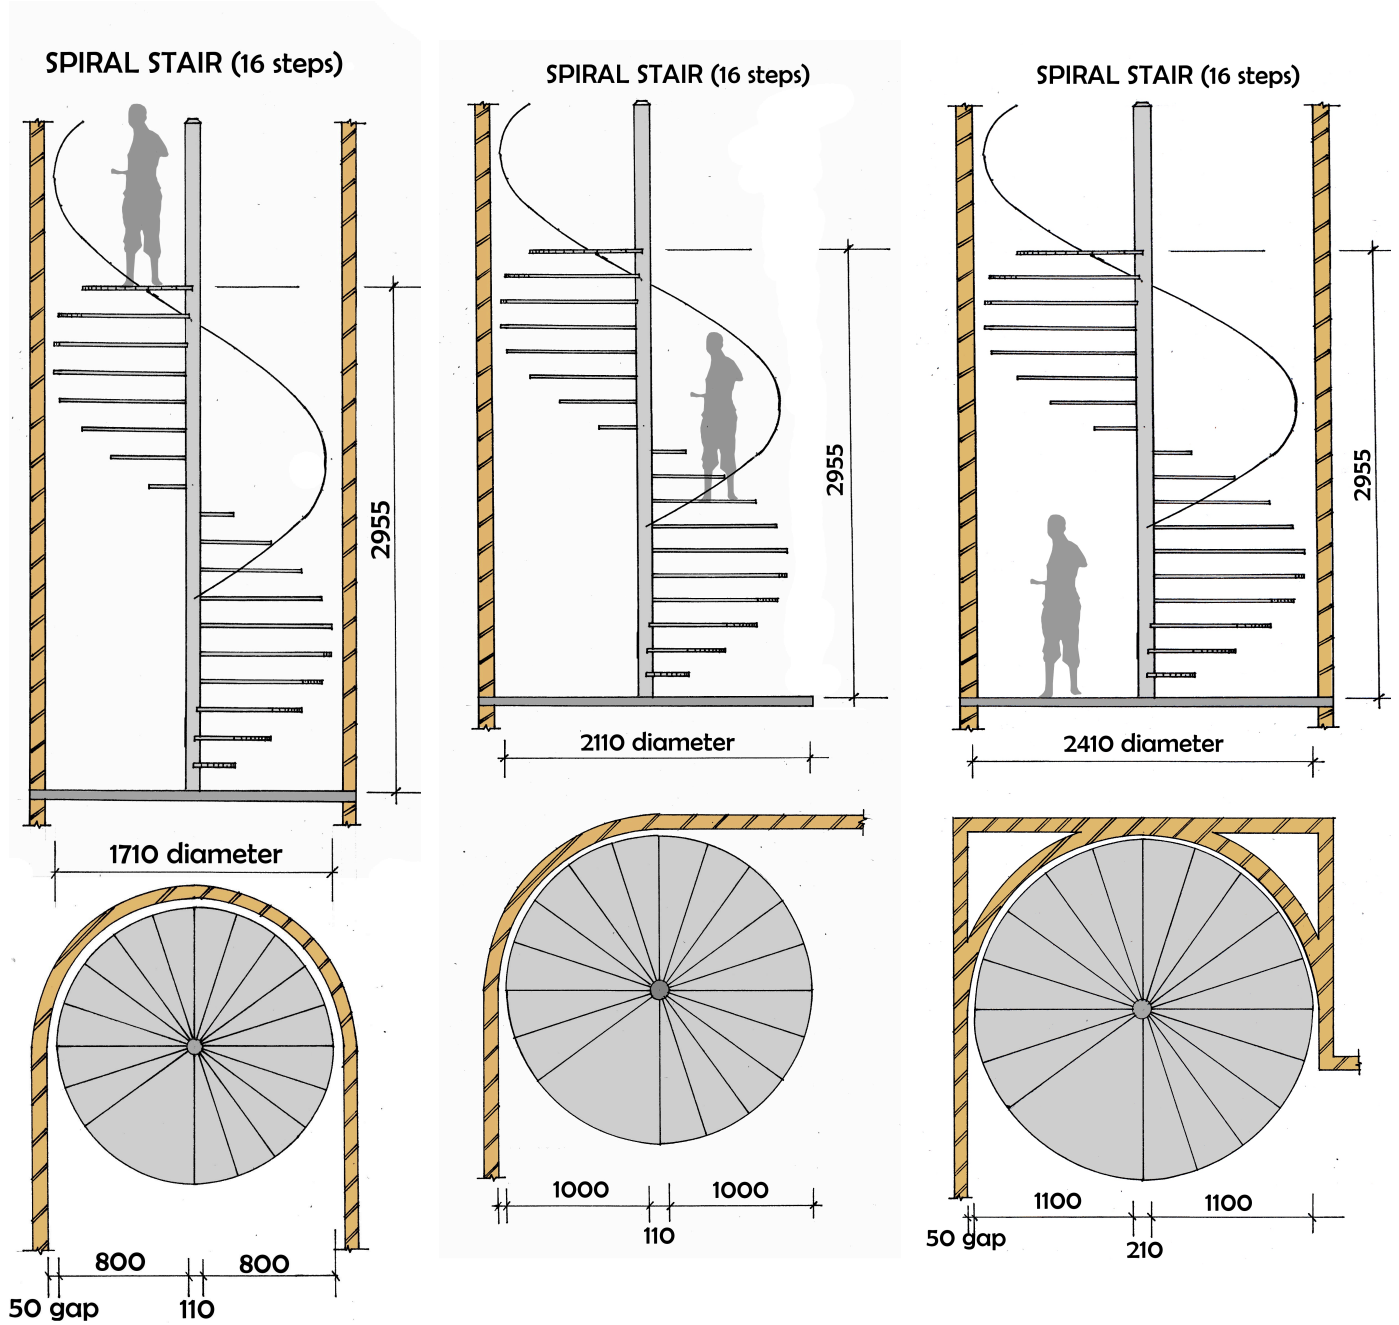 SPIRAL STAIR (16 steps)
2955
1710 diameter
800
800
50 gap
110
SPIRAL STAIR (16 steps)
2955
2110 diameter
1000
1000
110
SPIRAL STAIR (16 steps)
2955
2410 diameter
1100
1100
50 gap
210